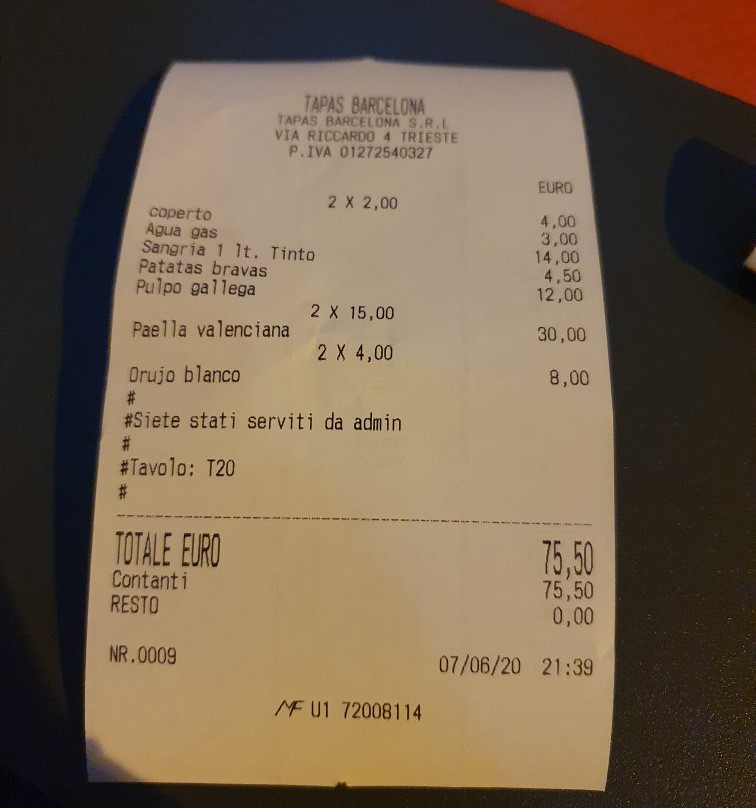 TAPAS BARCELONA
TAPAS BARCELONA S.R.L
VIA RICCARDO 4 TRIESTE
P.IVA 01272540327
EURO
2 X 2,00
coperto 4,00
Agua gas 3,00
Sangria 1 lt. Tinto 14,00
Patatas bravas 4,50
Pulpo gallega 12,00
2 X 15,00
Paella valenciana 30,00
2 X 4,00
Orujo blanco 8,00
#
#Siete stati serviti da admin
#
#Tavolo: T20
#
TOTALE EURO 75,50
Contanti 75,50
RESTO 0,00
NR.0009 07/06/20 21:39
MF U1 72008114